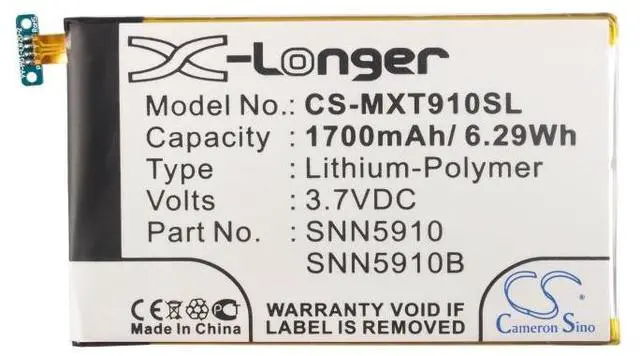 X-Longer
Model No.: CS-MXT910SL
Capacity : 1700mAh/ 6.29Wh
Type : Lithium-Polymer
Volts : 3.7VDC
Part No. : SNN5910
SNN5910B
CE
Made In China
WARRANTY VOID IF
LABEL IS REMOVED
CS
Cameron Sino